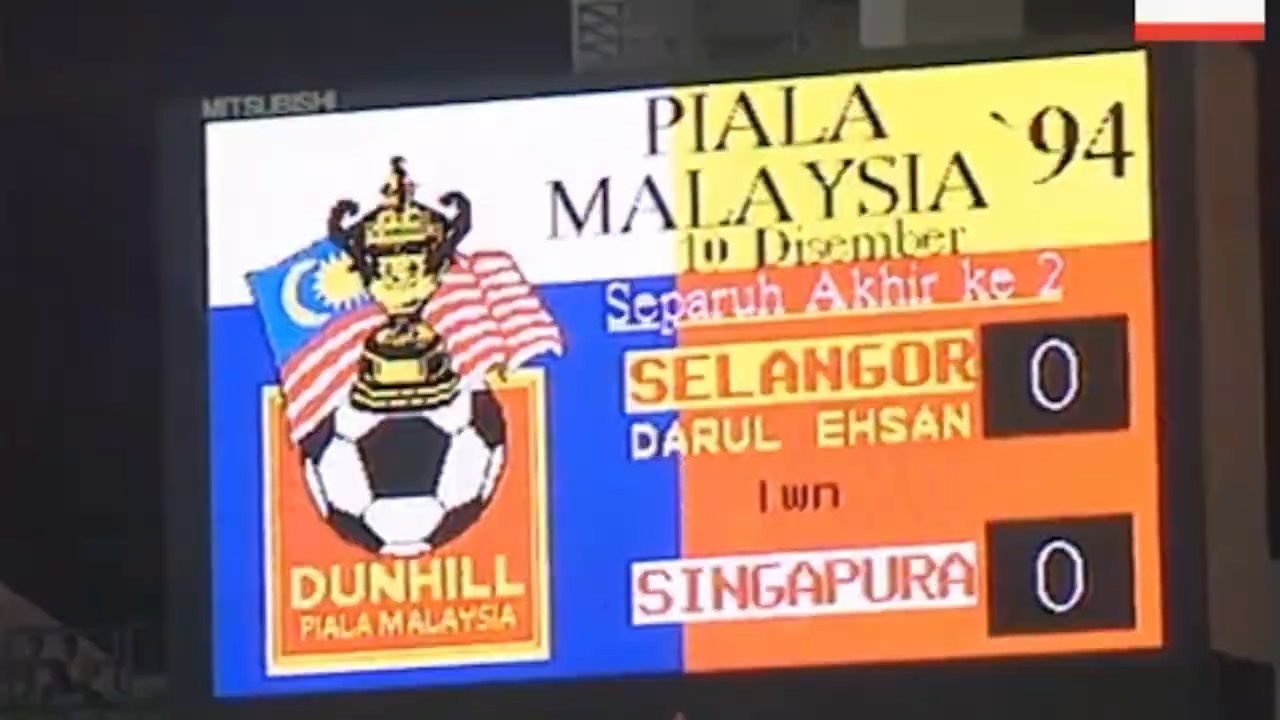 MITSUBISHI
PIALA
MALAYSIA `94
10 Disember
Separuh Akhir ke 2
SELANGOR 0
DARUL EHSAN
lwn
SINGAPURA 0
DUNHILL
PIALA MALAYSIA